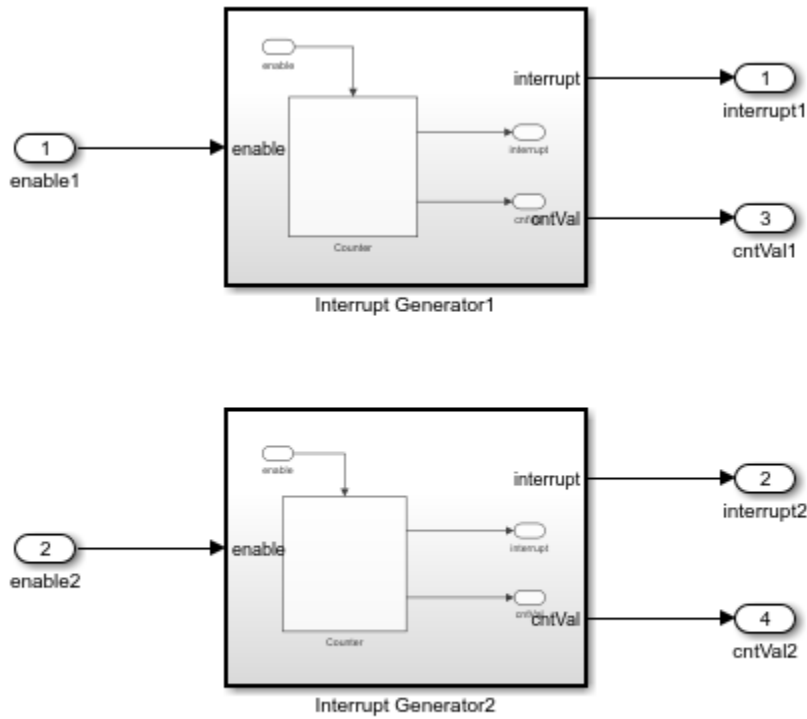 enable
interrupt
1
interrupt1
1
enable1
enable
interrupt
cntVal
3
cntVal1
Counter
Interrupt Generator1
enable
interrupt
2
interrupt2
2
enable2
enable
interrupt
cntVal
4
cntVal2
Counter
Interrupt Generator2